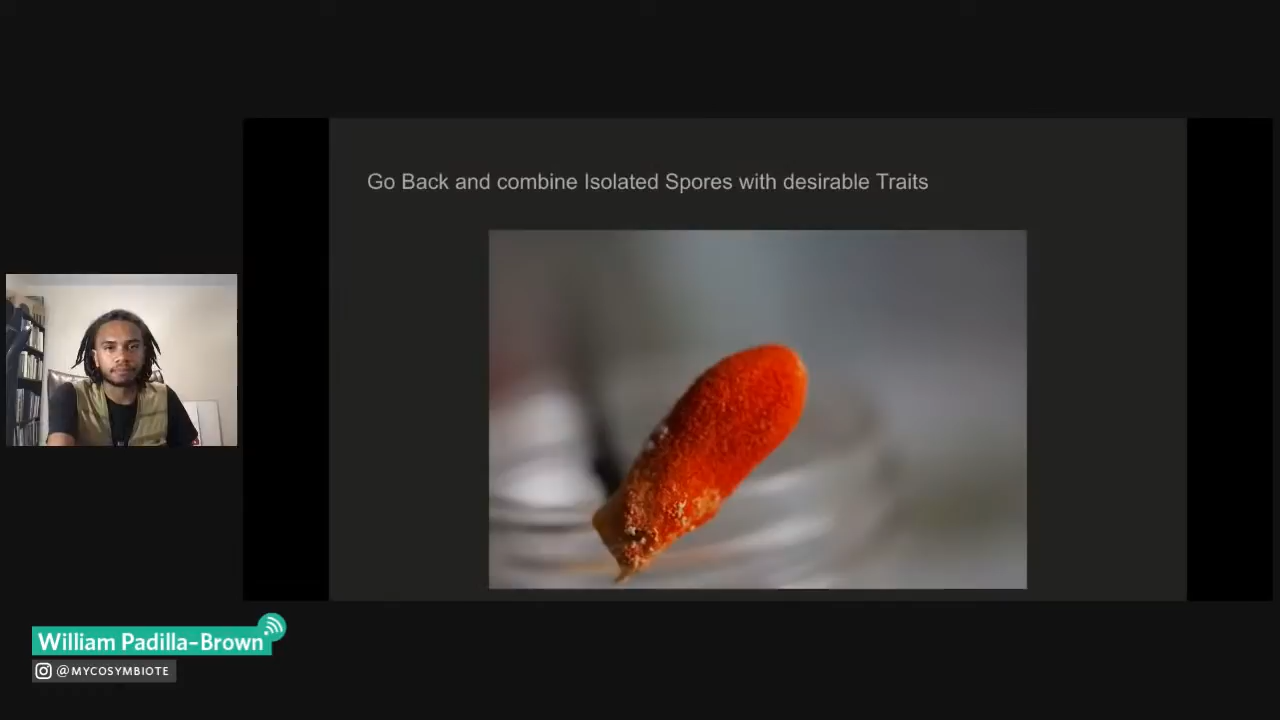 Go Back and combine Isolated Spores with desirable Traits
William Padilla-Brown
@MYCOSYMBIOTE